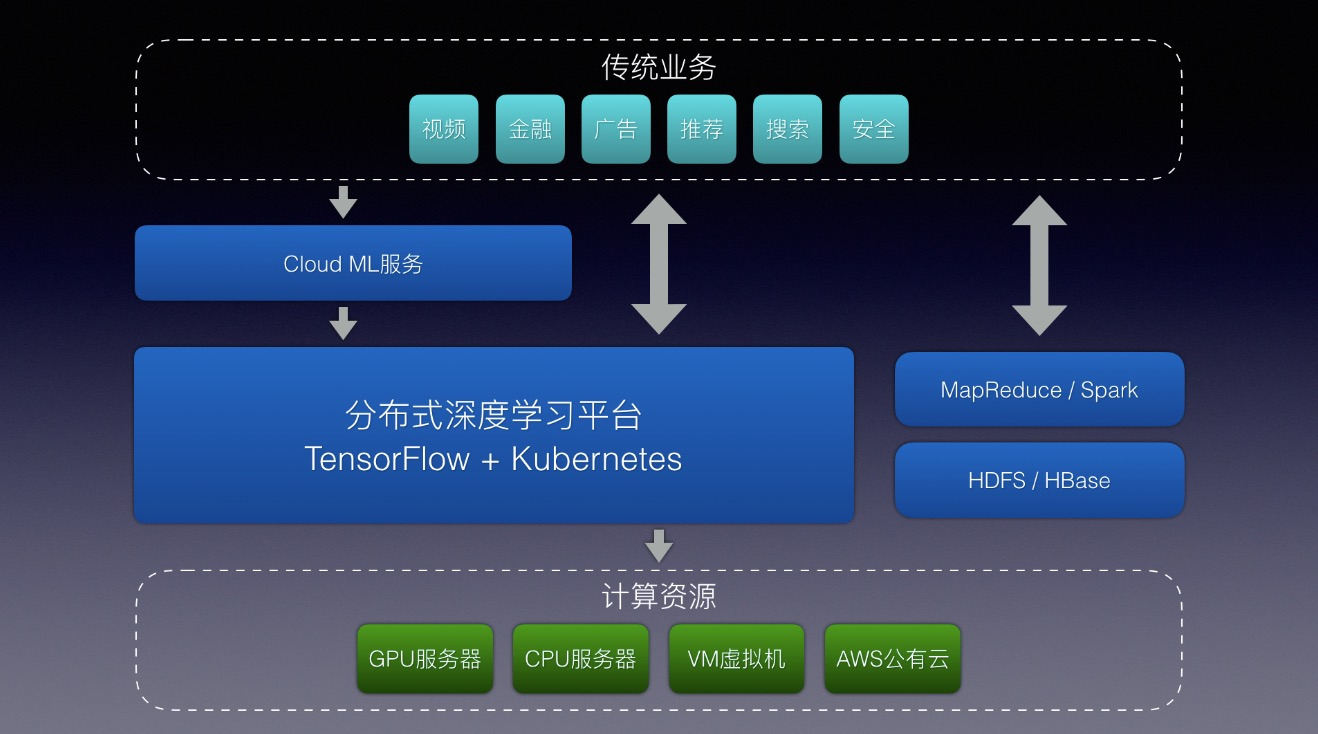 传统业务
视频
金融
广告
推荐
搜索
安全
Cloud ML服务
分布式深度学习平台
TensorFlow + Kubernetes
MapReduce / Spark
HDFS / HBase
计算资源
GPU服务器
CPU服务器
VM虚拟机
AWS公有云